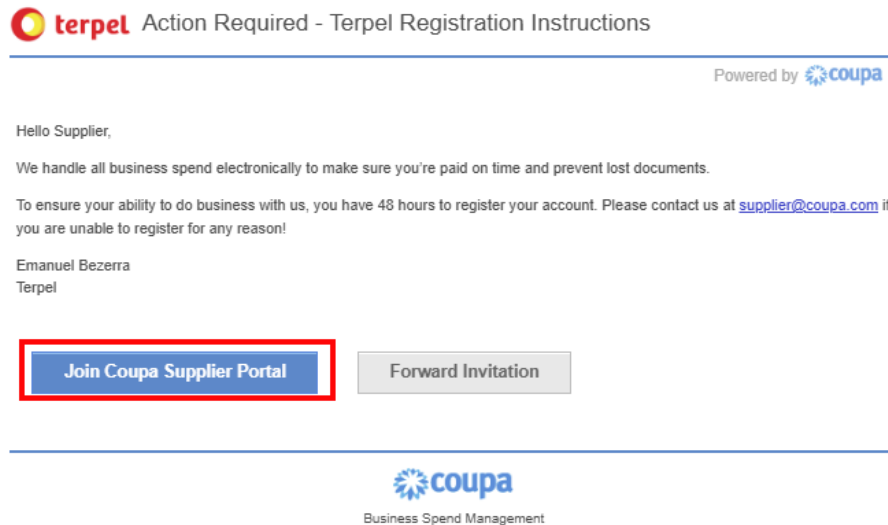 terpel Action Required - Terpel Registration Instructions
Powered by coupa
Hello Supplier,
We handle all business spend electronically to make sure you're paid on time and prevent lost documents.
To ensure your ability to do business with us, you have 48 hours to register your account. Please contact us at supplier@coupa.com if
you are unable to register for any reason!
Emanuel Bezerra
Terpel
Join Coupa Supplier Portal Forward Invitation
coupa
Business Spend Management